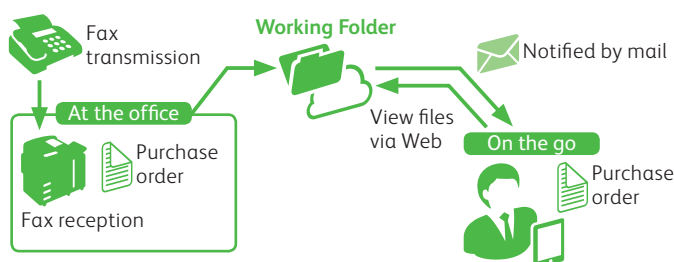 Fax
transmission
At the office
Purchase
order
Fax reception
Working Folder
View files
via Web
Notified by mail
On the go
Purchase
order